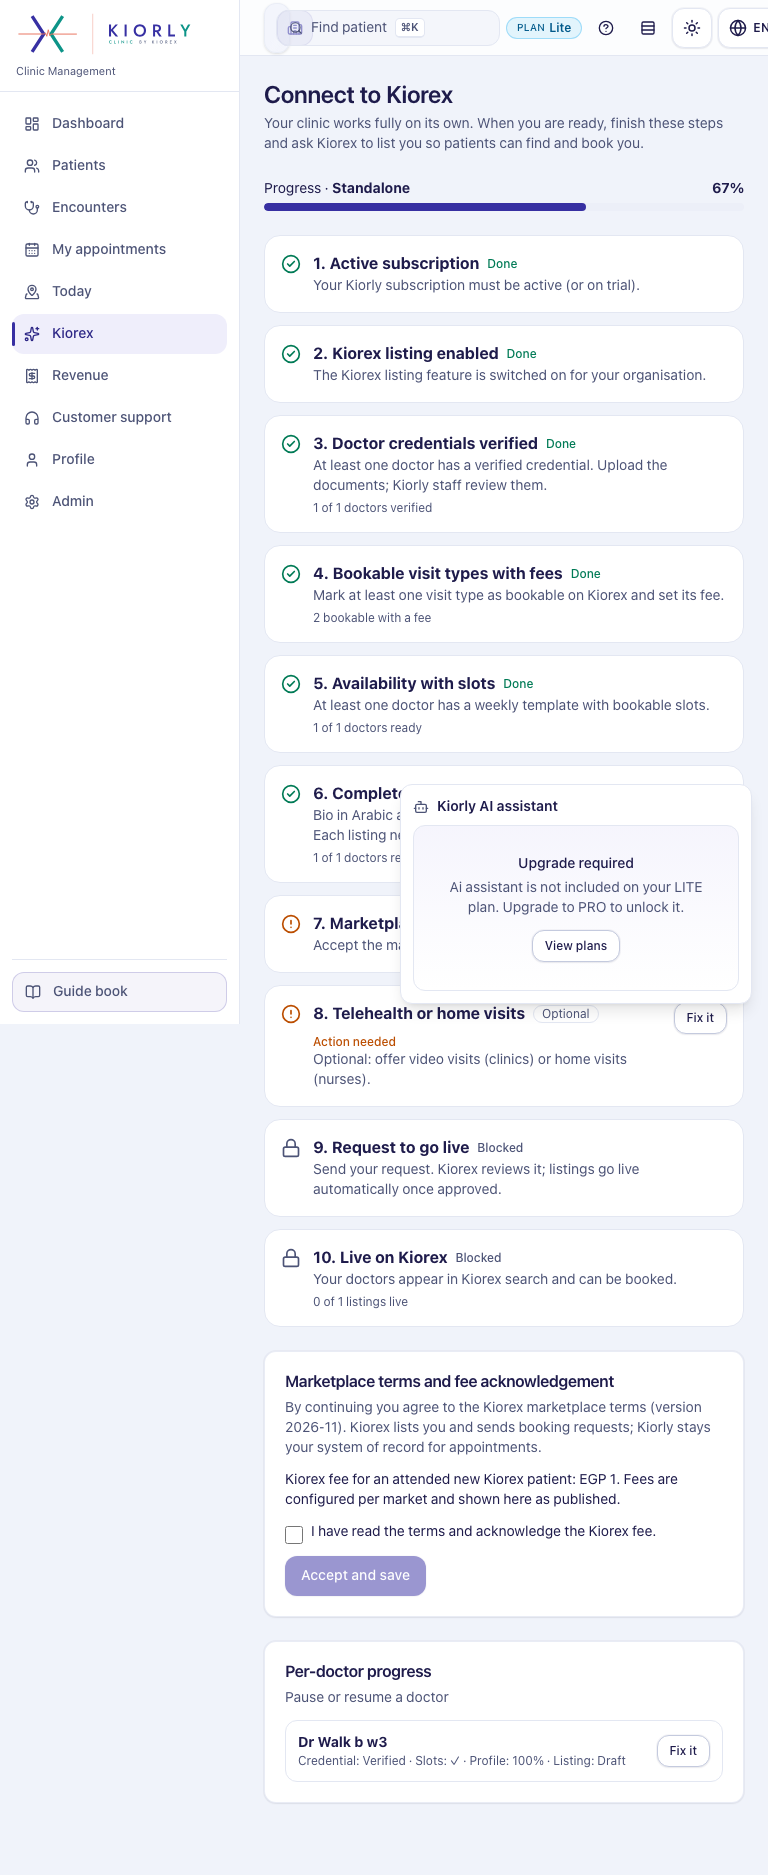 KIORLY
CLINIC BY KIOREX
Clinic Management
Dashboard
Patients
Encounters
My appointments
Today
Kiorex
Revenue
Customer support
Profile
Admin
Guide book
Find patient ⌘K
PLAN Lite
EN
Connect to Kiorex
Your clinic works fully on its own. When you are ready, finish these steps
and ask Kiorex to list you so patients can find and book you.
Progress · Standalone 67%
1. Active subscription Done
Your Kiorly subscription must be active (or on trial).
2. Kiorex listing enabled Done
The Kiorex listing feature is switched on for your organisation.
3. Doctor credentials verified Done
At least one doctor has a verified credential. Upload the
documents; Kiorly staff review them.
1 of 1 doctors verified
4. Bookable visit types with fees Done
Mark at least one visit type as bookable on Kiorex and set its fee.
2 bookable with a fee
5. Availability with slots Done
At least one doctor has a weekly template with bookable slots.
1 of 1 doctors ready
6. Complete
Bio in Arabic
Each listing
1 of 1 doctors
7.
Accept the
Kiorly AI assistant
Upgrade required
Ai assistant is not included on your LITE
plan. Upgrade to PRO to unlock it.
View plans
8. Telehealth or home visits Optional
Fix it
Action needed
Optional: offer video visits (clinics) or home visits
(nurses).
9. Request to go live Blocked
Send your request. Kiorex reviews it; listings go live
automatically once approved.
10. Live on Kiorex Blocked
Your doctors appear in Kiorex search and can be booked.
0 of 1 listings live
Marketplace terms and fee acknowledgement
By continuing you agree to the Kiorex marketplace terms (version
2026-11). Kiorex lists you and sends booking requests; Kiorly stays
your system of record for appointments.
Kiorex fee for an attended new Kiorex patient: EGP 1. Fees are
configured per market and shown here as published.
I have read the terms and acknowledge the Kiorex fee.
Accept and save
Per-doctor progress
Pause or resume a doctor
Dr Walk b w3
Credential: Verified · Slots: ✓ · Profile: 100% · Listing: Draft
Fix it